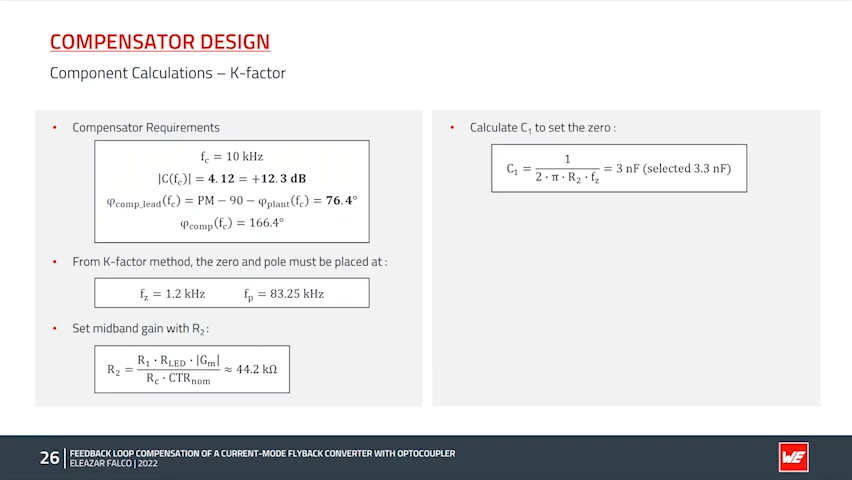 COMPENSATOR DESIGN
Component Calculations – K-factor
• Compensator Requirements
f_c = 10 kHz
|C(f_c)| = 4.12 = +12.3 dB
φ_comp_lead(f_c) = PM − 90 − φ_plant(f_c) = 76.4°
φ_comp(f_c) = 166.4°
• From K-factor method, the zero and pole must be placed at :
f_z = 1.2 kHz f_p = 83.25 kHz
• Set midband gain with R_2 :
R_2 = (R_1 · R_LED · |G_m|) / (R_c · CTR_nom) ≈ 44.2 kΩ
• Calculate C_1 to set the zero :
C_1 = 1 / (2 · π · R_2 · f_z) = 3 nF (selected 3.3 nF)
26
FEEDBACK LOOP COMPENSATION OF A CURRENT-MODE FLYBACK CONVERTER WITH OPTOCOUPLER
ELEAZAR FALCO | 2022
WE